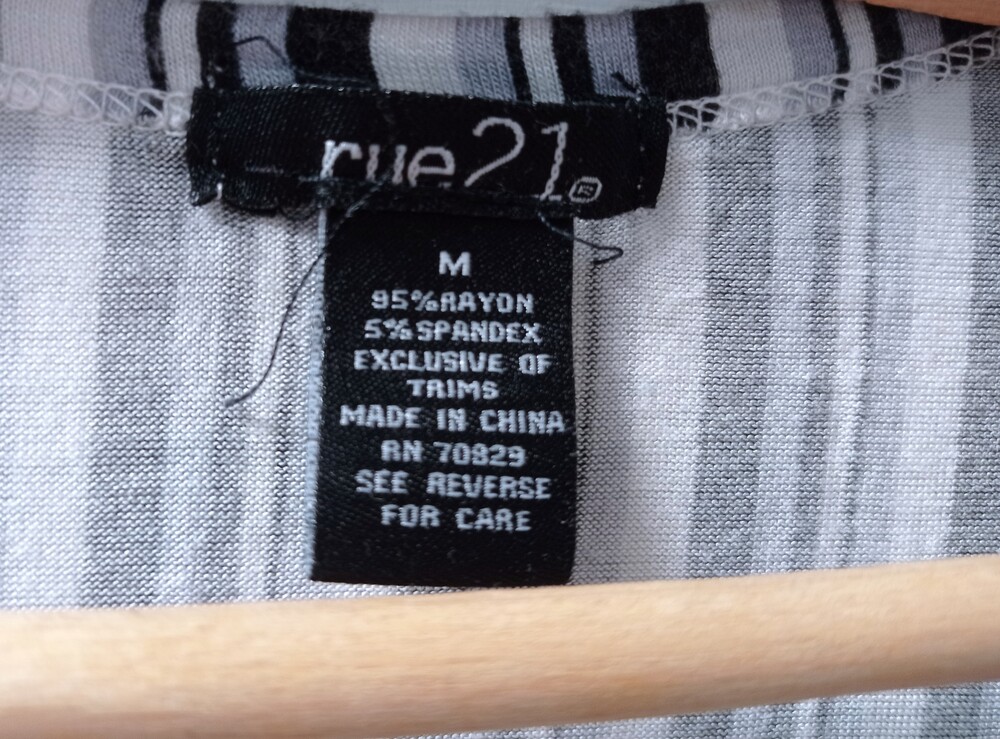 rue21®
M
95%RAYON
5%SPANDEX
EXCLUSIVE OF
TRIMS
MADE IN CHINA
RN 70829
SEE REVERSE
FOR CARE